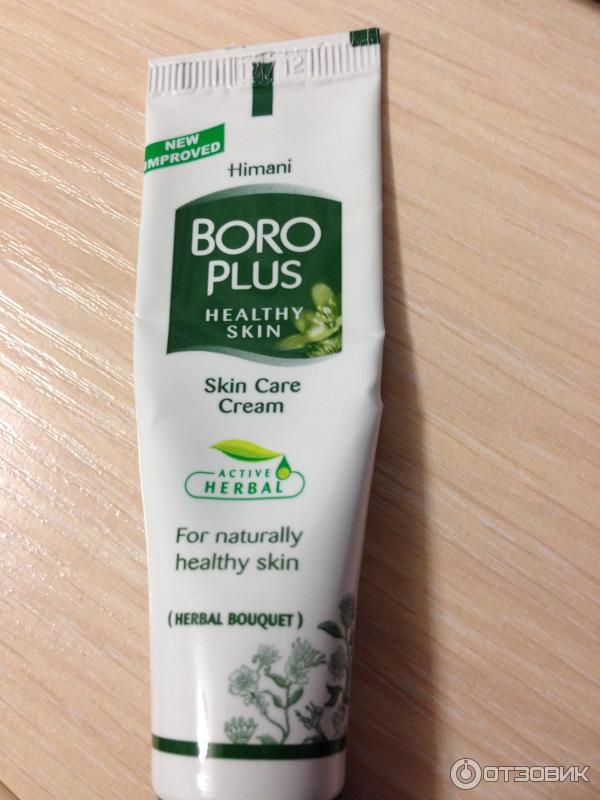 NEW
IMPROVED
Himani
BORO
PLUS
HEALTHY
SKIN
Skin Care
Cream
ACTIVE
HERBAL
For naturally
healthy skin
(HERBAL BOUQUET)
ОТЗОВИК